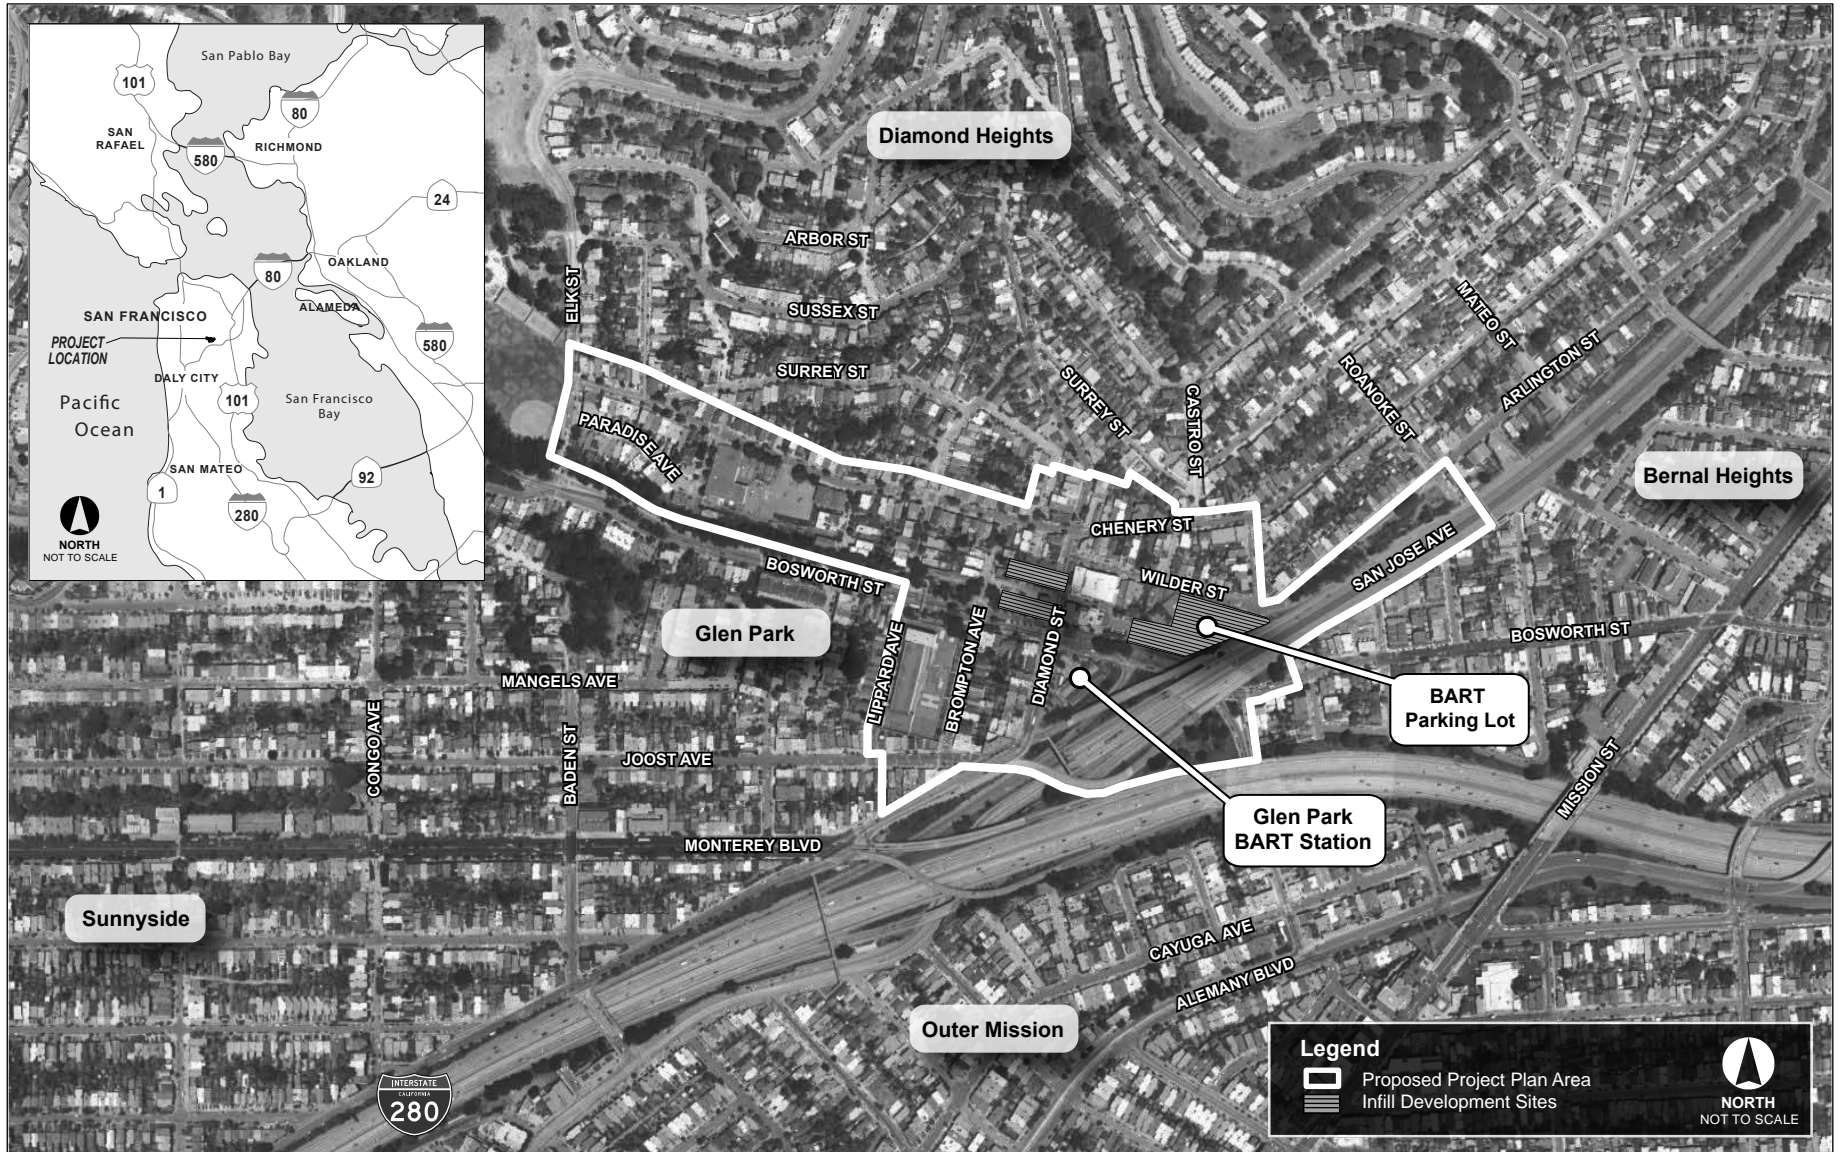 San Pablo Bay
101
80
SAN
RAFAEL
580
RICHMOND
24
80
OAKLAND
ALAMEDA
SAN FRANCISCO
PROJECT
LOCATION
580
DALY CITY
101
San Francisco
Bay
Pacific
Ocean
SAN MATEO
92
1
280
NORTH
NOT TO SCALE
Diamond Heights
ARBOR ST
ELK ST
SUSSEX ST
SURREY ST
SURREY ST
CASTRO ST
MATEO ST
ROANOKE ST
ARLINGTON ST
PARADISE AVE
Bernal Heights
CHENERY ST
SAN JOSE AVE
BOSWORTH ST
WILDER ST
Glen Park
LIPPARD AVE
BROMPTON AVE
DIAMOND ST
BOSWORTH ST
MANGELS AVE
BART
Parking Lot
CONGO AVE
BADEN ST
JOOST AVE
MISSION ST
Glen Park
BART Station
MONTEREY BLVD
Sunnyside
CAYUGA AVE
ALEMANY BLVD
Outer Mission
INTERSTATE
CALIFORNIA
280
Legend
Proposed Project Plan Area
Infill Development Sites
NORTH
NOT TO SCALE